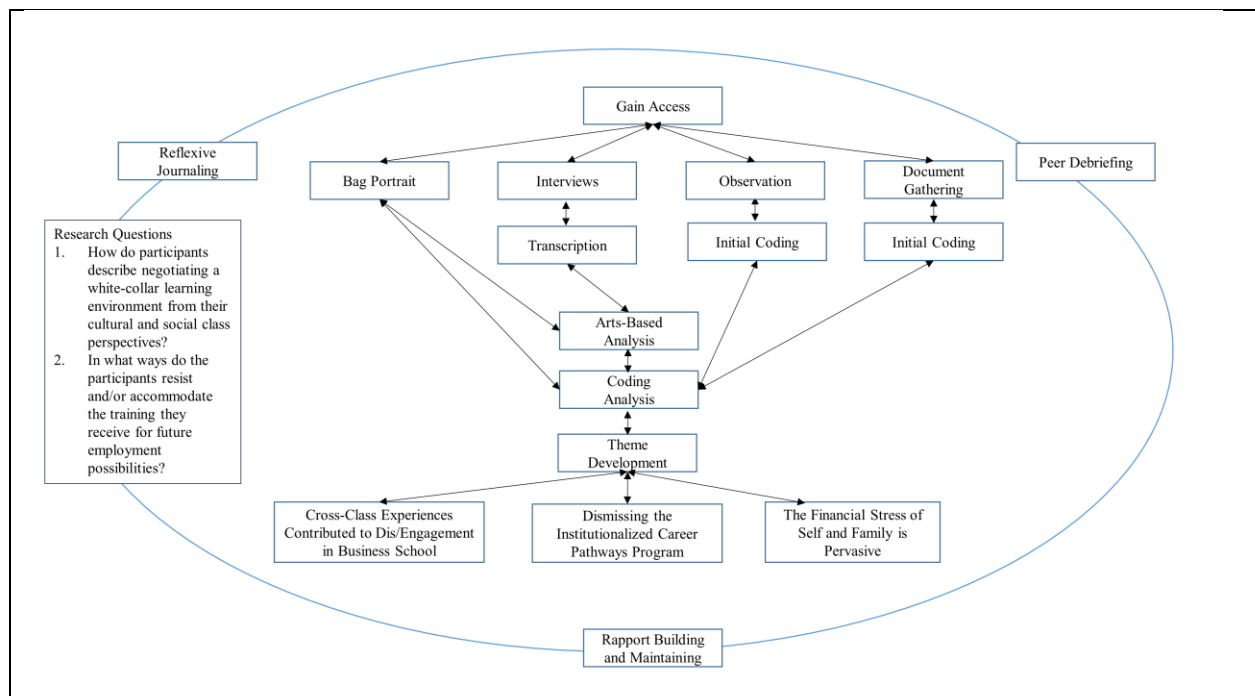 Gain Access
Reflexive
Journaling
Peer Debriefing
Bag Portrait
Interviews
Observation
Document
Gathering
Research Questions
1. How do participants
describe negotiating a
white-collar learning
environment from their
cultural and social class
perspectives?
2. In what ways do the
participants resist
and/or accommodate
the training they
receive for future
employment
possibilities?
Transcription
Initial Coding
Initial Coding
Arts-Based
Analysis
Coding
Analysis
Theme
Development
Cross-Class Experiences
Contributed to Dis/Engagement
in Business School
Dismissing the
Institutionalized Career
Pathways Program
The Financial Stress of
Self and Family is
Pervasive
Rapport Building
and Maintaining